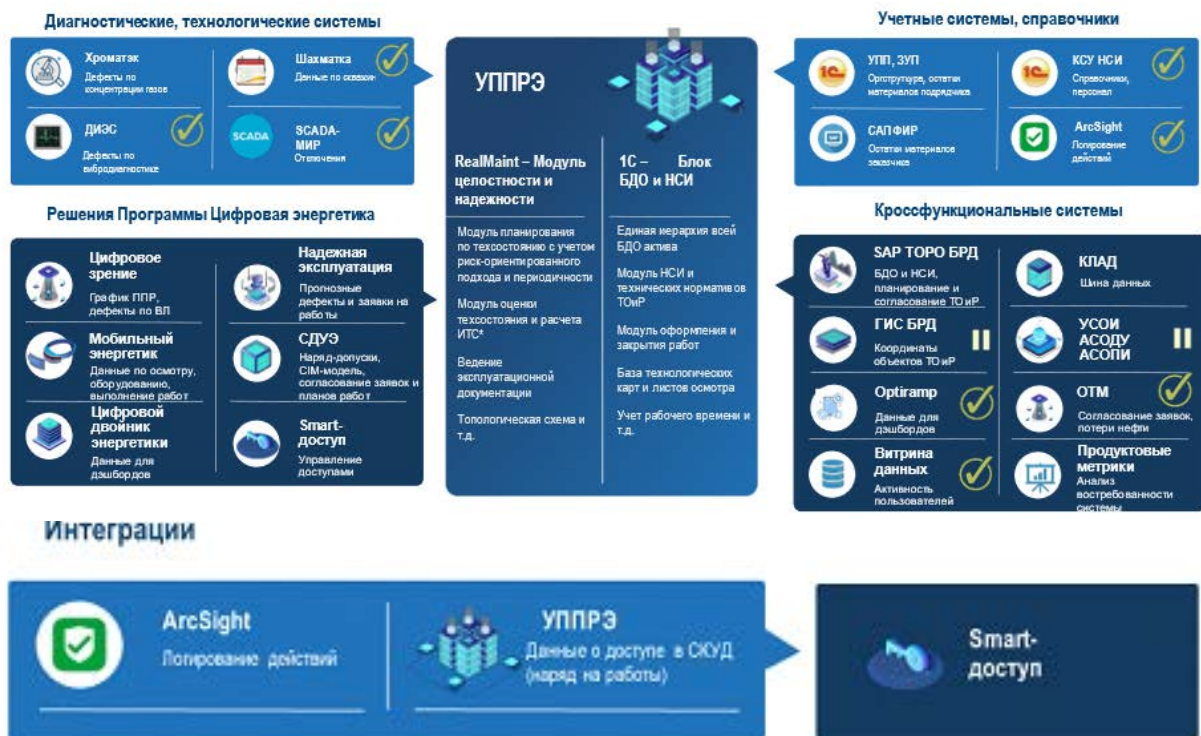 Диагностические, технологические системы
Хроматэк
Дефекты по
концентрации газов
Шахматка
Данные по скважин
ДИЭС
Дефекты по
вибродиагностике
SCADA
SCADA-
МИР
Отключения
Решения Программы Цифровая энергетика
Цифровое
зрение
График ППР,
дефекты по ВЛ
Надежная
эксплуатация
Прогнозные
дефекты и заявки на
работы
Мобильный
энергетик
Данные по осмотру,
оборудованию,
выполнение работ
СДУЭ
Наряд-допуски,
CIM-модель,
согласование заявок и
планов работ
Цифровой
двойник
энергетики
Данные для
дэшбордов
Smart-
доступ
Управление
доступами
УППРЭ
RealMaint – Модуль
целостности и
надежности
Модуль планирования
по техсостоянию с учетом
риск-ориентированного
подхода и периодичности
Модуль оценки
техсостояния и расчета
ИТС*
Ведение
эксплуатационной
документации
Топологическая схема и
т.д.
1С – Блок
БДО и НСИ
Единая иерархия всей
БДО актива
Модуль НСИ и
технических нормативов
ТОиР
Модуль оформления и
закрытия работ
База технологических
карт и листов осмотра
Учет рабочего времени и
т.д.
Учетные системы, справочники
1С
УПП, ЗУП
Оргструктура, остатки
материалов подрядчика
1С
КСУ НСИ
Справочники,
персонал
САПФИР
Остатки материалов
заказчика
ArcSight
Логирование
действий
Кроссфункциональные системы
SAP ТОРО БРД
БДО и НСИ,
планирование и
согласование ТОиР
КЛАД
Шина данных
ГИС БРД
Координаты
объектов ТОиР
УСОИ
АСОДУ
АСОПИ
Optiramp
Данные для
дэшбордов
ОТМ
Согласование заявок,
потери нефти
Витрина
данных
Активность
пользователей
Продуктовые
метрики
Анализ
востребованности
системы
Интеграции
ArcSight
Логирование действий
УППРЭ
Данные о доступе в СКУД
(наряд на работы)
Smart-
доступ